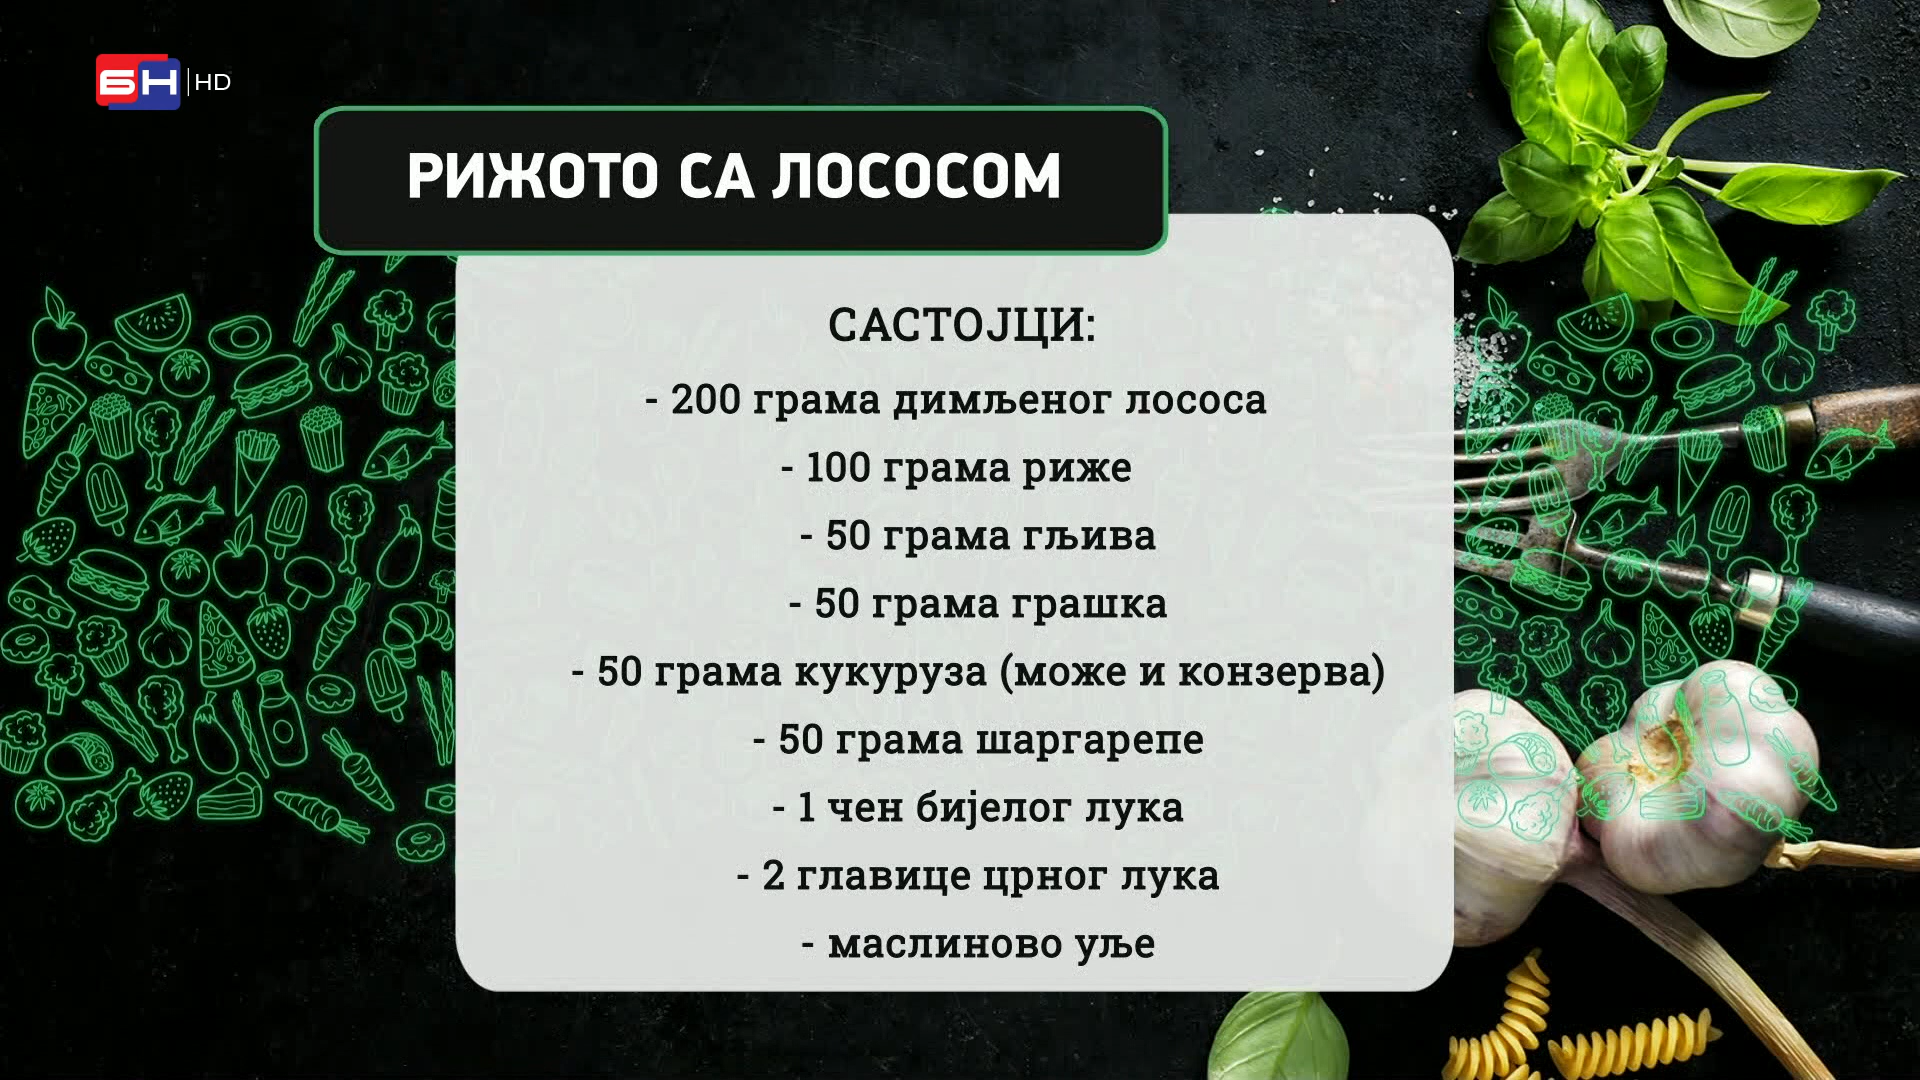 БН HD
РИЖОТО СА ЛОСОСОМ
САСТОЈЦИ:
- 200 грама димљеног лососа
- 100 грама риже
- 50 грама гљива
- 50 грама грашка
- 50 грама кукуруза (може и конзерва)
- 50 грама шаргарепе
- 1 чен бијелог лука
- 2 главице црног лука
- маслиново уље